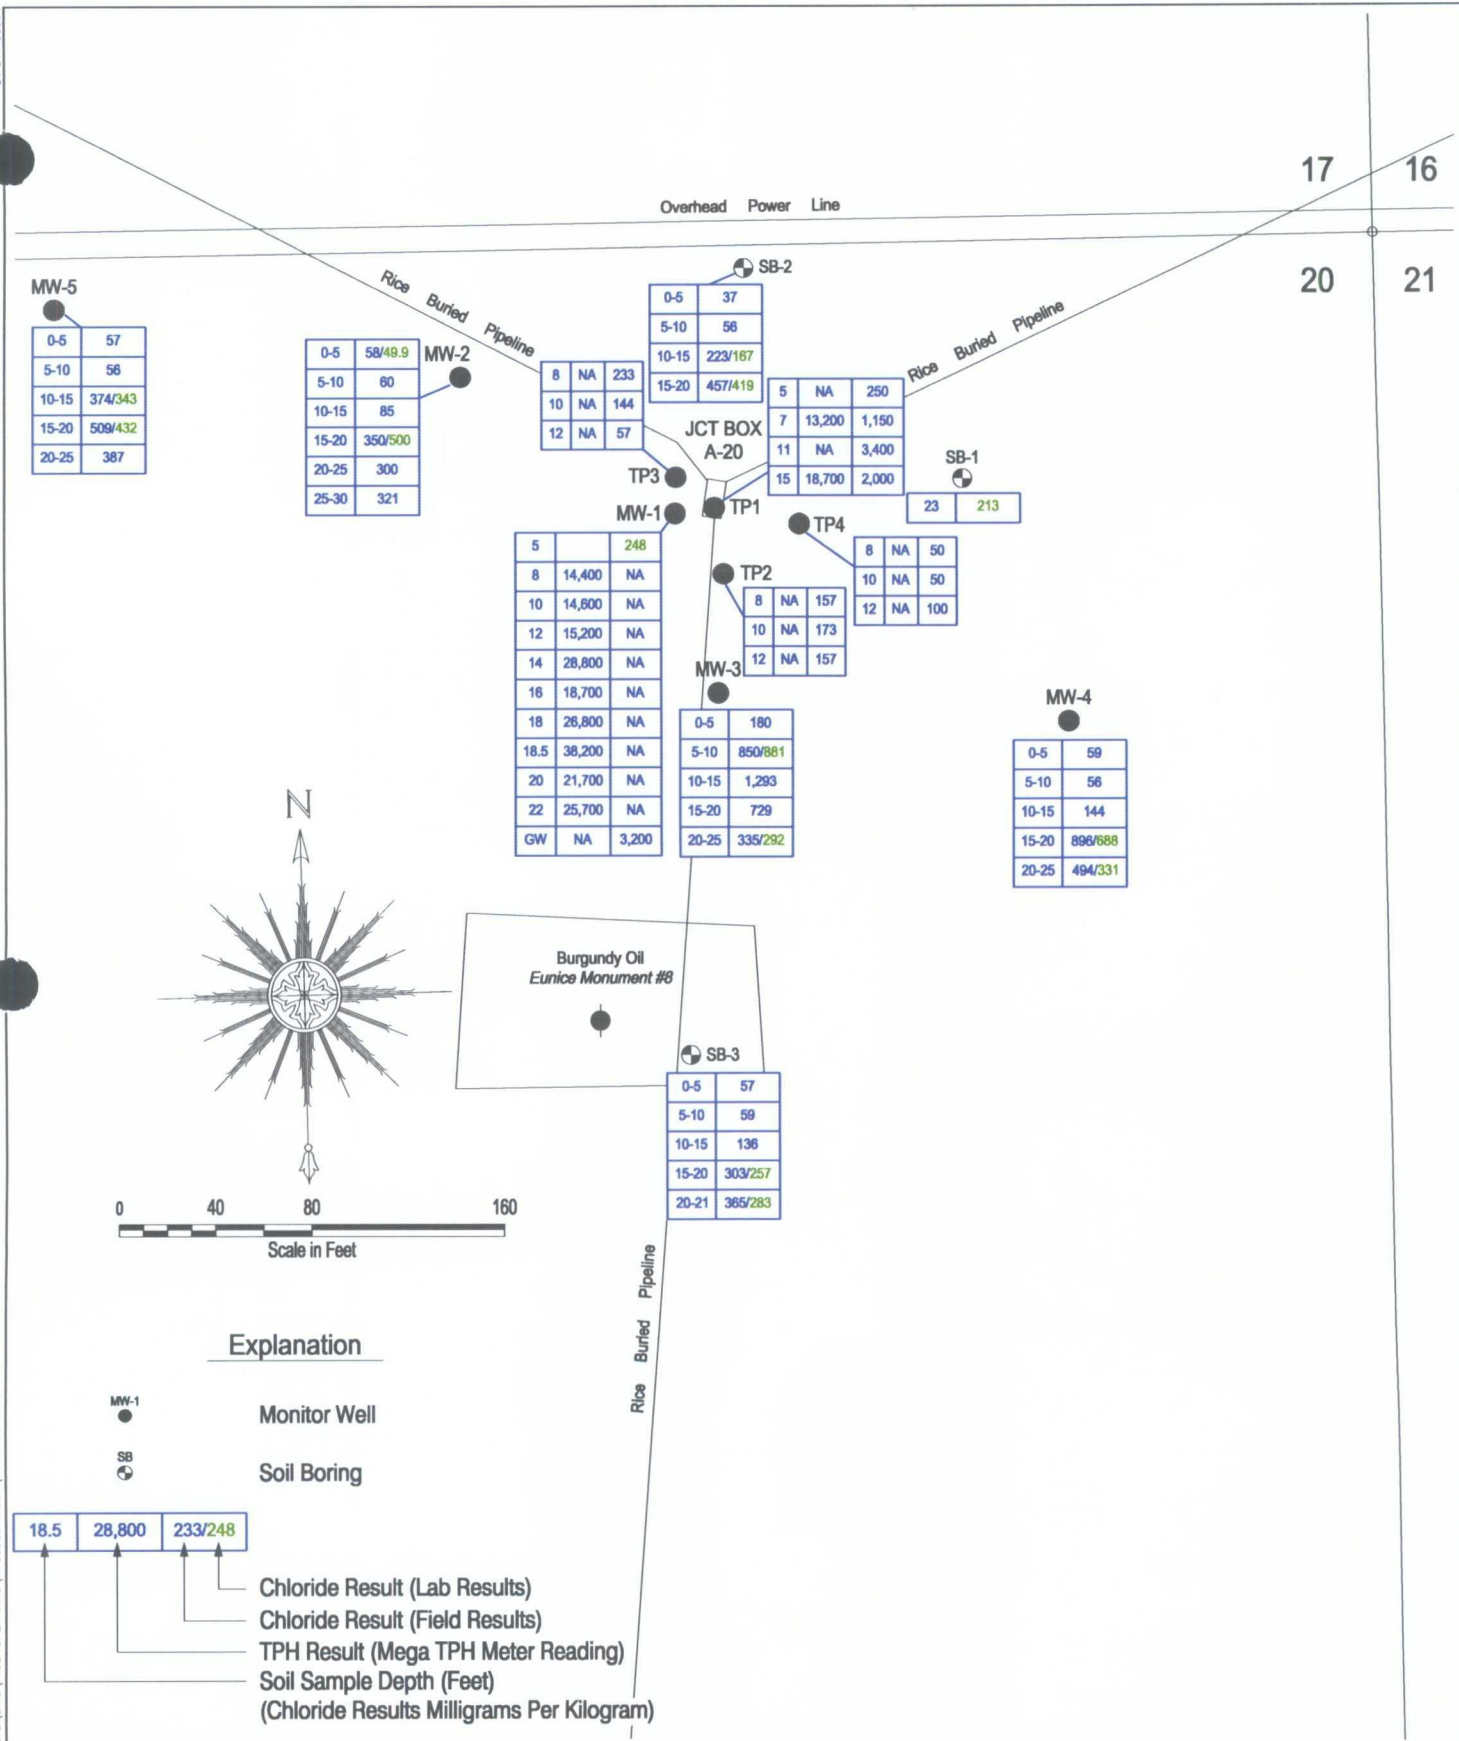 17 16
Overhead Power Line
20 21
MW-5
0-5 57
5-10 56
10-15 374/343
15-20 509/432
20-25 387
Rice Buried Pipeline
MW-2
0-5 58/49.9
5-10 60
10-15 85
15-20 350/500
20-25 300
25-30 321
SB-2
0-5 37
5-10 56
10-15 223/167
15-20 457/419
Rice Buried Pipeline
8 NA 233
10 NA 144
12 NA 57
TP3
JCT BOX
A-20
5 NA 250
7 13,200 1,150
11 NA 3,400
15 18,700 2,000
TP1
SB-1
23 213
MW-1
5 248
8 14,400 NA
10 14,600 NA
12 15,200 NA
14 28,800 NA
16 18,700 NA
18 26,800 NA
18.5 38,200 NA
20 21,700 NA
22 25,700 NA
GW NA 3,200
TP4
8 NA 50
10 NA 50
12 NA 100
TP2
8 NA 157
10 NA 173
12 NA 157
MW-3
0-5 180
5-10 850/881
10-15 1,293
15-20 729
20-25 335/292
MW-4
0-5 59
5-10 56
10-15 144
15-20 896/688
20-25 494/331
N
Burgundy Oil
Eunice Monument #8
SB-3
0-5 57
5-10 59
10-15 136
15-20 303/257
20-21 365/283
0 40 80 160
Scale in Feet
Rice Buried Pipeline
Explanation
MW-1
Monitor Well
SB
Soil Boring
18.5 28,800 233/248
Chloride Result (Lab Results)
Chloride Result (Field Results)
TPH Result (Mega TPH Meter Reading)
Soil Sample Depth (Feet)
(Chloride Results Milligrams Per Kilogram)